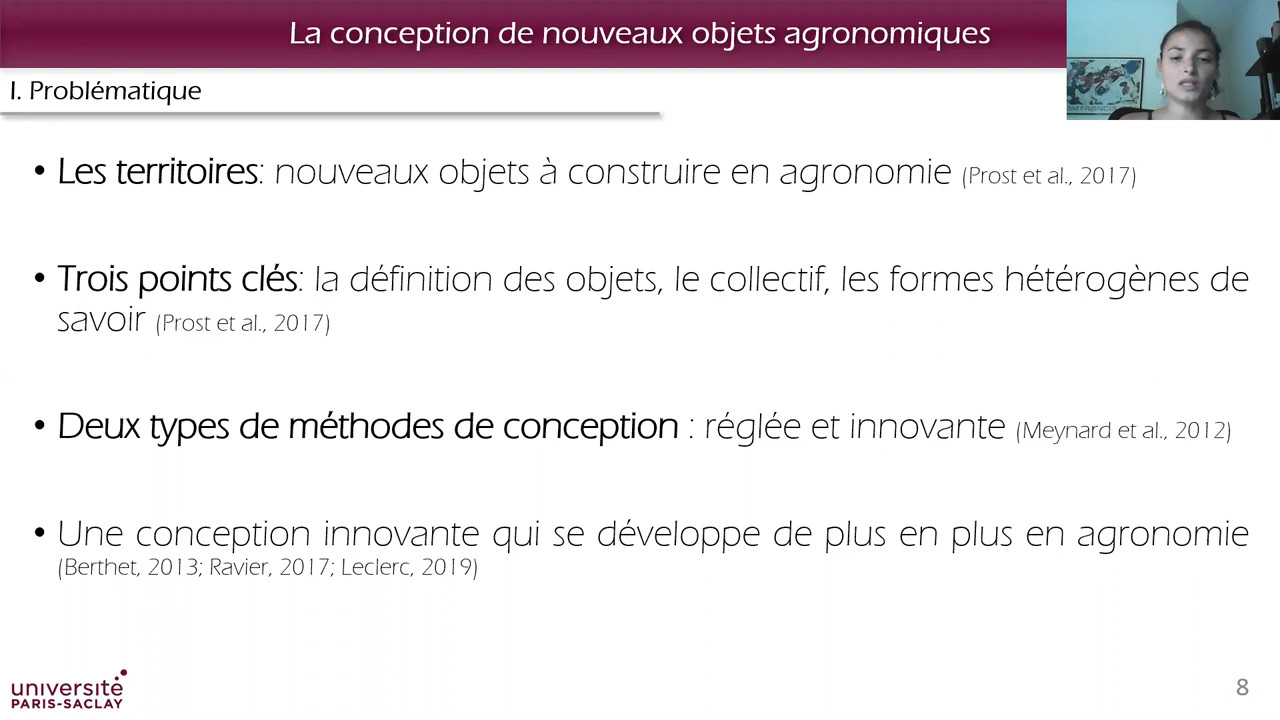 La conception de nouveaux objets agronomiques
I. Problématique
• Les territoires: nouveaux objets à construire en agronomie (Prost et al., 2017)
• Trois points clés: la définition des objets, le collectif, les formes hétérogènes de
savoir (Prost et al., 2017)
• Deux types de méthodes de conception : réglée et innovante (Meynard et al., 2012)
• Une conception innovante qui se développe de plus en plus en agronomie
(Berthet, 2013; Ravier, 2017; Leclerc, 2019)
université
PARIS-SACLAY
8